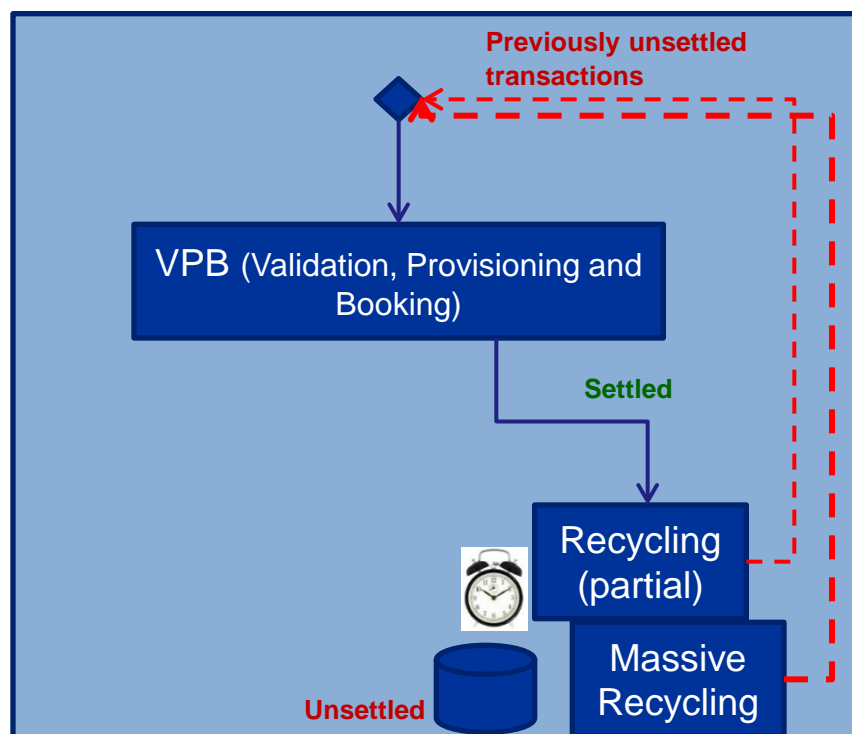 Previously unsettled
transactions
VPB (Validation, Provisioning and
Booking)
Settled
Recycling
(partial)
Massive
Recycling
Unsettled